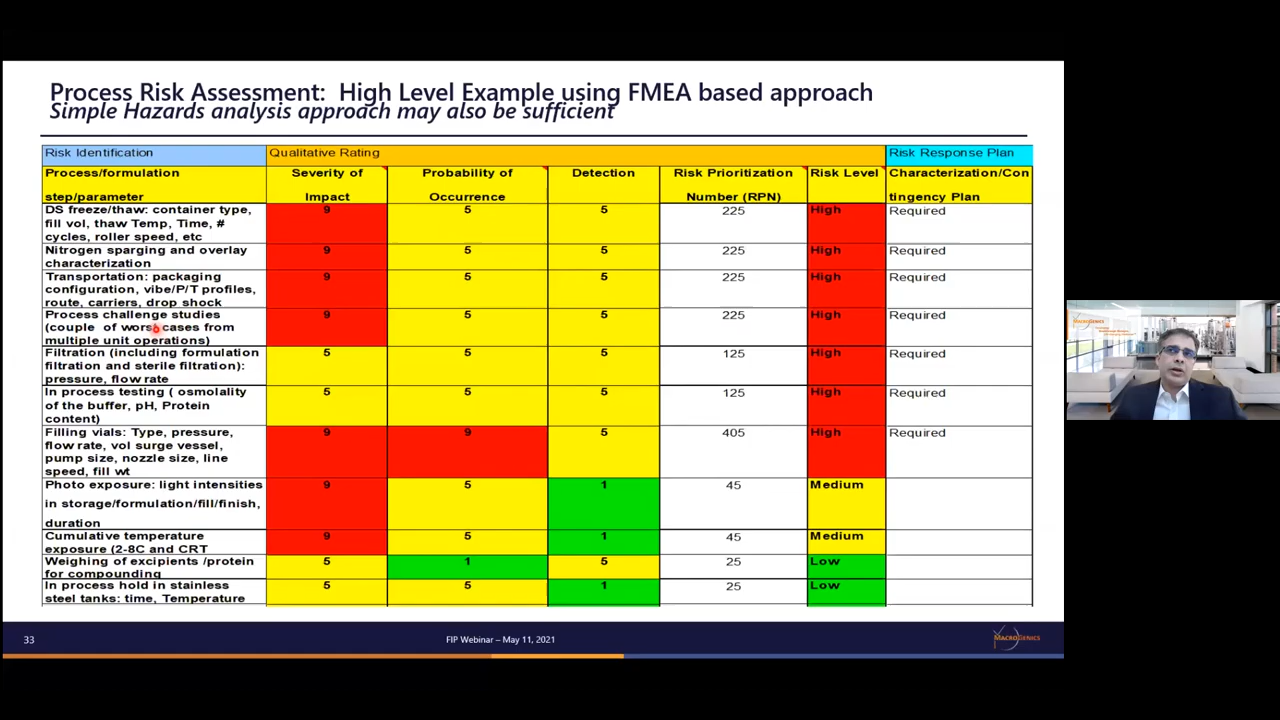 Process Risk Assessment:  High Level Example using FMEA based approach
Simple Hazards analysis approach may also be sufficient
Risk Identification
Qualitative Rating
Risk Response Plan
Process/formulation
step/parameter
Severity of
Impact
Probability of
Occurrence
Detection
Risk Prioritization
Number (RPN)
Risk Level
Characterization/Con
tingency Plan
DS freeze/thaw: container type,
fill vol, thaw Temp, Time, #
cycles, roller speed, etc
9
5
5
225
High
Required
Nitrogen sparging and overlay
characterization
9
5
5
225
High
Required
Transportation: packaging
configuration, vibe/P/T profiles,
route, carriers, drop shock
9
5
5
225
High
Required
Process challenge studies
(couple of worst cases from
multiple unit operations)
9
5
5
225
High
Required
Filtration (including formulation
filtration and sterile filtration):
pressure, flow rate
5
5
5
125
High
Required
In process testing ( osmolality
of the buffer, pH, Protein
content)
5
5
5
125
High
Required
Filling vials: Type, pressure,
flow rate, vol surge vessel,
pump size, nozzle size, line
speed, fill wt
9
9
5
405
High
Required
Photo exposure: light intensities
in storage/formulation/fill/finish,
duration
9
5
1
45
Medium
Cumulative temperature
exposure (2-8C and CRT
9
5
1
45
Medium
Weighing of excipients /protein
for compounding
5
1
5
25
Low
In process hold in stainless
steel tanks: time, Temperature
5
5
1
25
Low
33
FIP Webinar – May 11, 2021
MACROGENICS
MACROGENICS